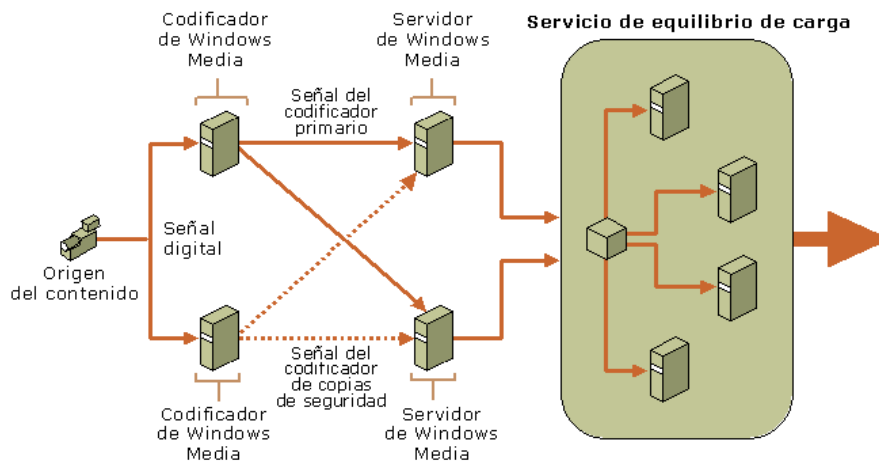 Codificador
de Windows
Media
Servidor
de Windows
Media
Servicio de equilibrio de carga
Señal del
codificador
primario
Señal
digital
Origen
del contenido
Señal del
codificador
de copias
de seguridad
Codificador
de Windows
Media
Servidor
de Windows
Media